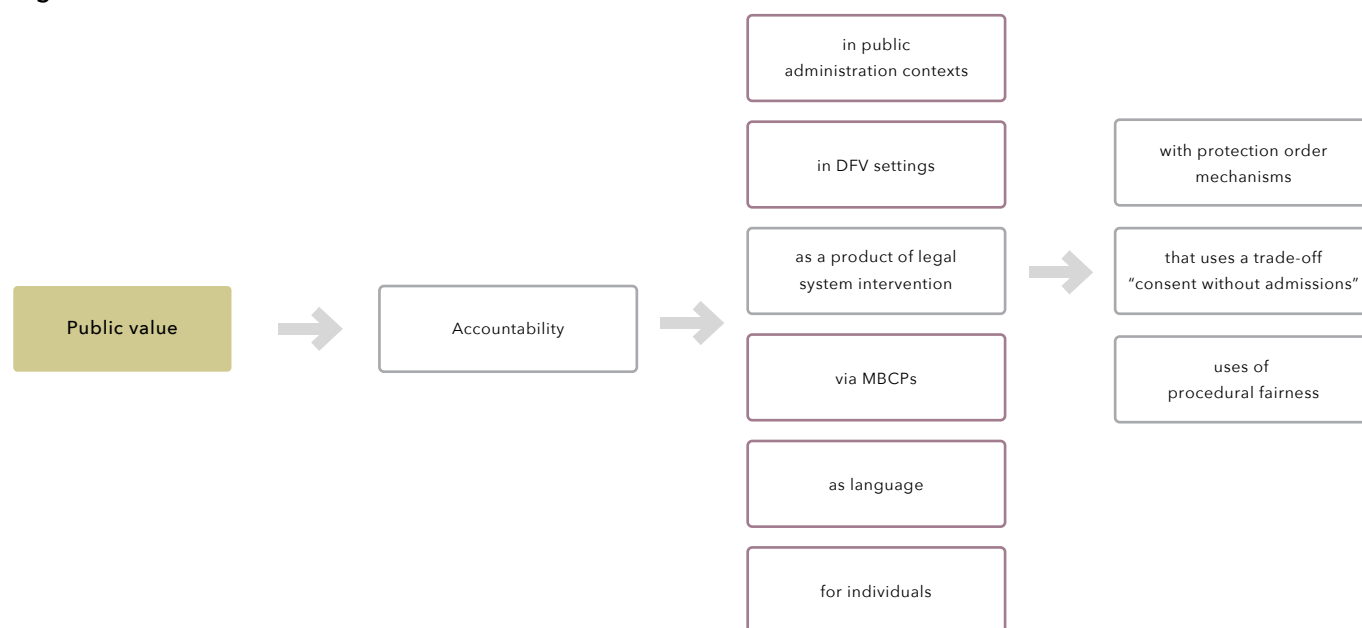 in public
administration contexts
in DFV settings
with protection order
mechanisms
as a product of legal
system intervention
that uses a trade-off
“consent without admissions”
Public value
Accountability
via MBCPs
uses of
procedural fairness
as language
for individuals